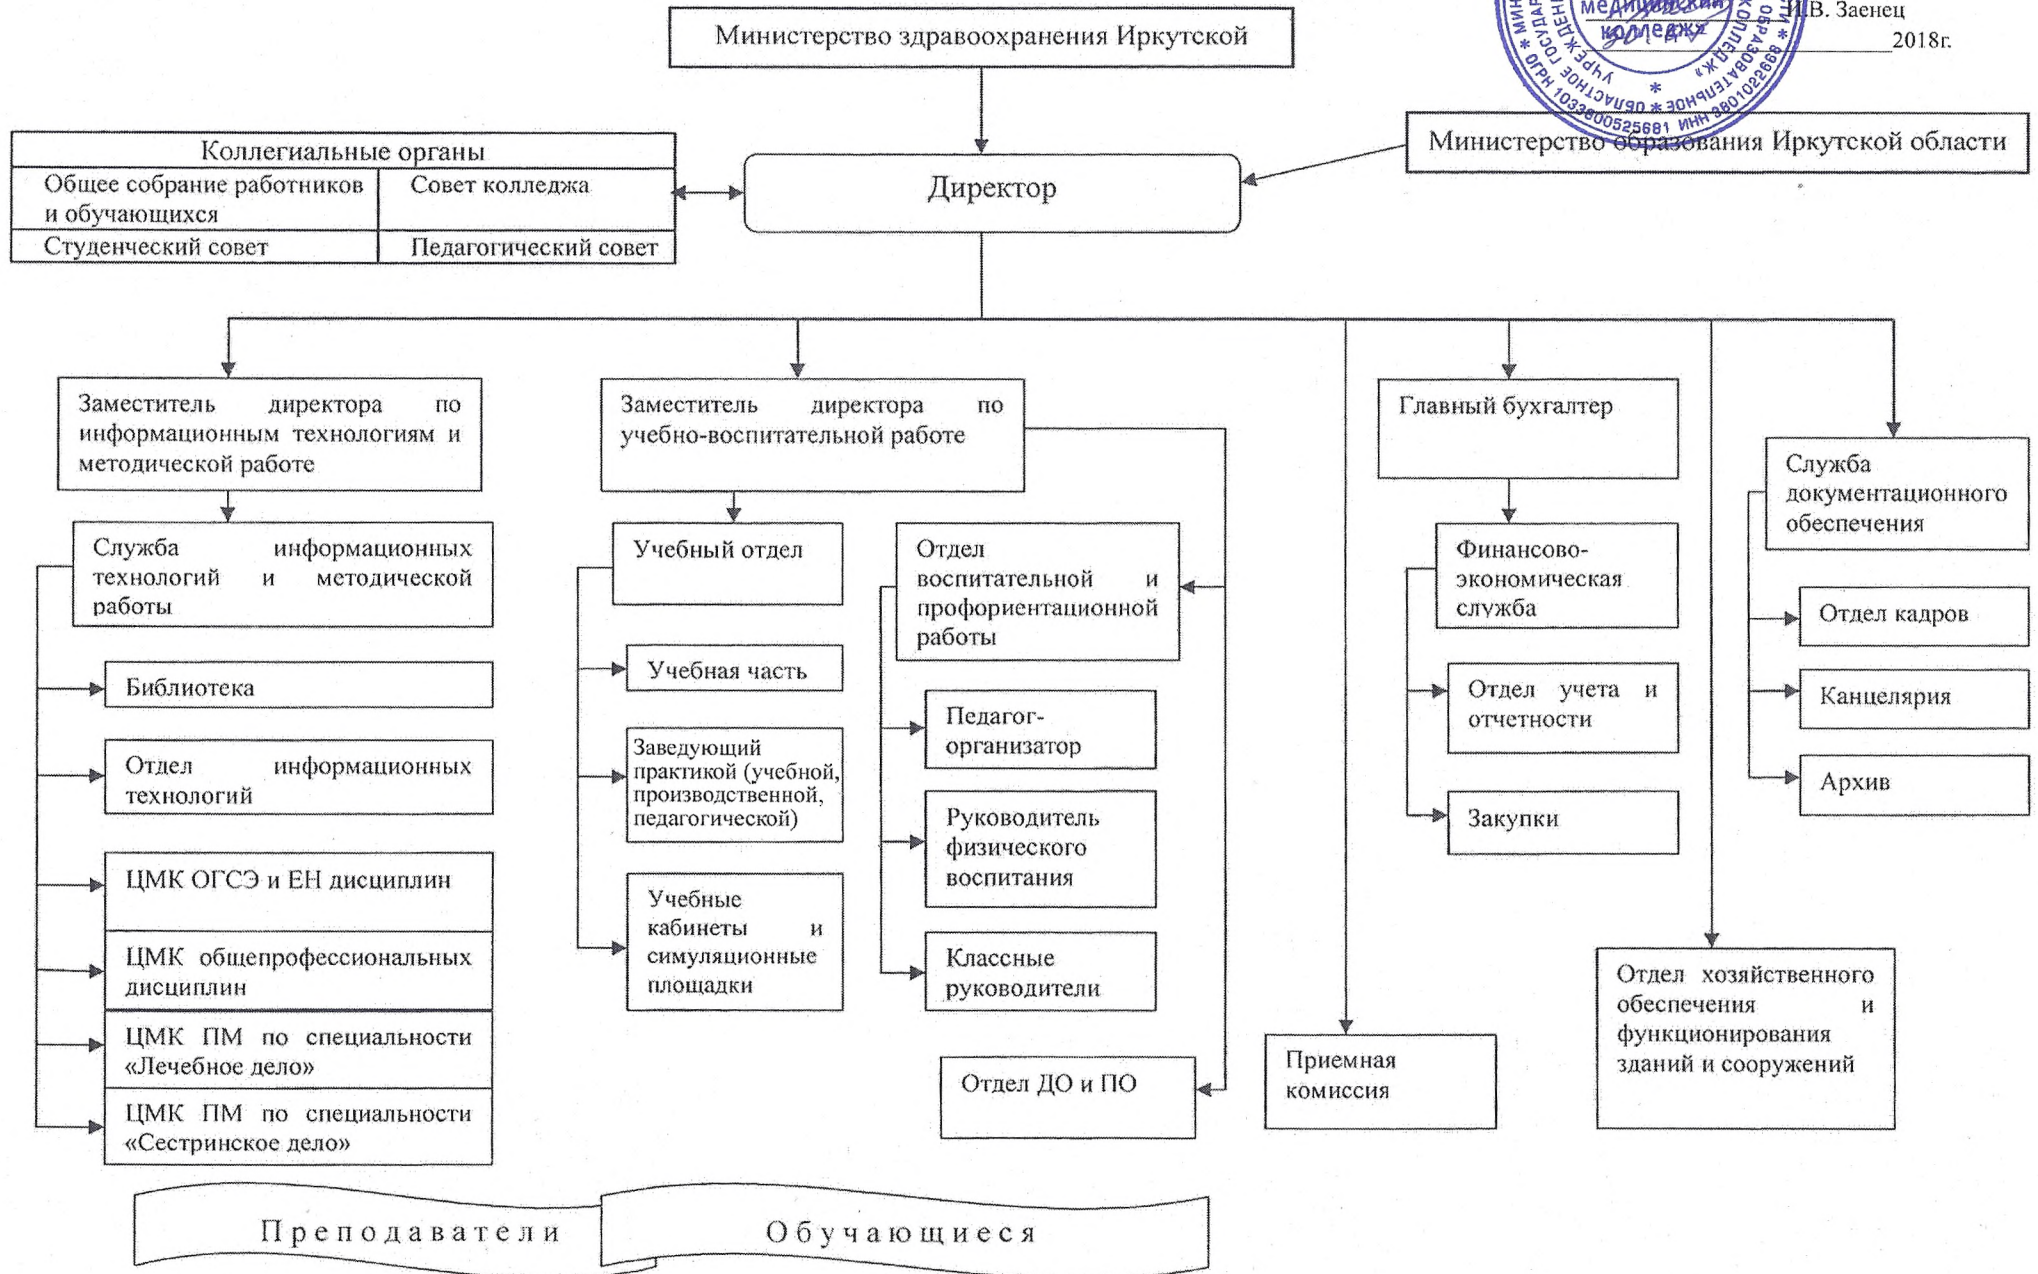 Министерство здравоохранения Иркутской
медицинский
колледж»
И.В. Заенец
2018г.
ОГРН 1033800525681 ИНН 3801022668
Министерство образования Иркутской области
Коллегиальные органы
Общее собрание работников
и обучающихся
Совет колледжа
Студенческий совет
Педагогический совет
Директор
Заместитель директора по
информационным технологиям и
методической работе
Заместитель директора по
учебно-воспитательной работе
Главный бухгалтер
Служба
документационного
обеспечения
Служба информационных
технологий и методической
работы
Библиотека
Отдел информационных
технологий
ЦМК ОГСЭ и ЕН дисциплин
ЦМК общепрофессиональных
дисциплин
ЦМК ПМ по специальности
«Лечебное дело»
ЦМК ПМ по специальности
«Сестринское дело»
Учебный отдел
Учебная часть
Заведующий
практикой (учебной,
производственной,
педагогической)
Учебные
кабинеты и
симуляционные
площадки
Отдел
воспитательной и
профориентационной
работы
Педагог-
организатор
Руководитель
физического
воспитания
Классные
руководители
Отдел ДО и ПО
Приемная
комиссия
Финансово-
экономическая
служба
Отдел учета и
отчетности
Закупки
Отдел хозяйственного
обеспечения и
функционирования
зданий и сооружений
Отдел кадров
Канцелярия
Архив
Преподаватели
Обучающиеся